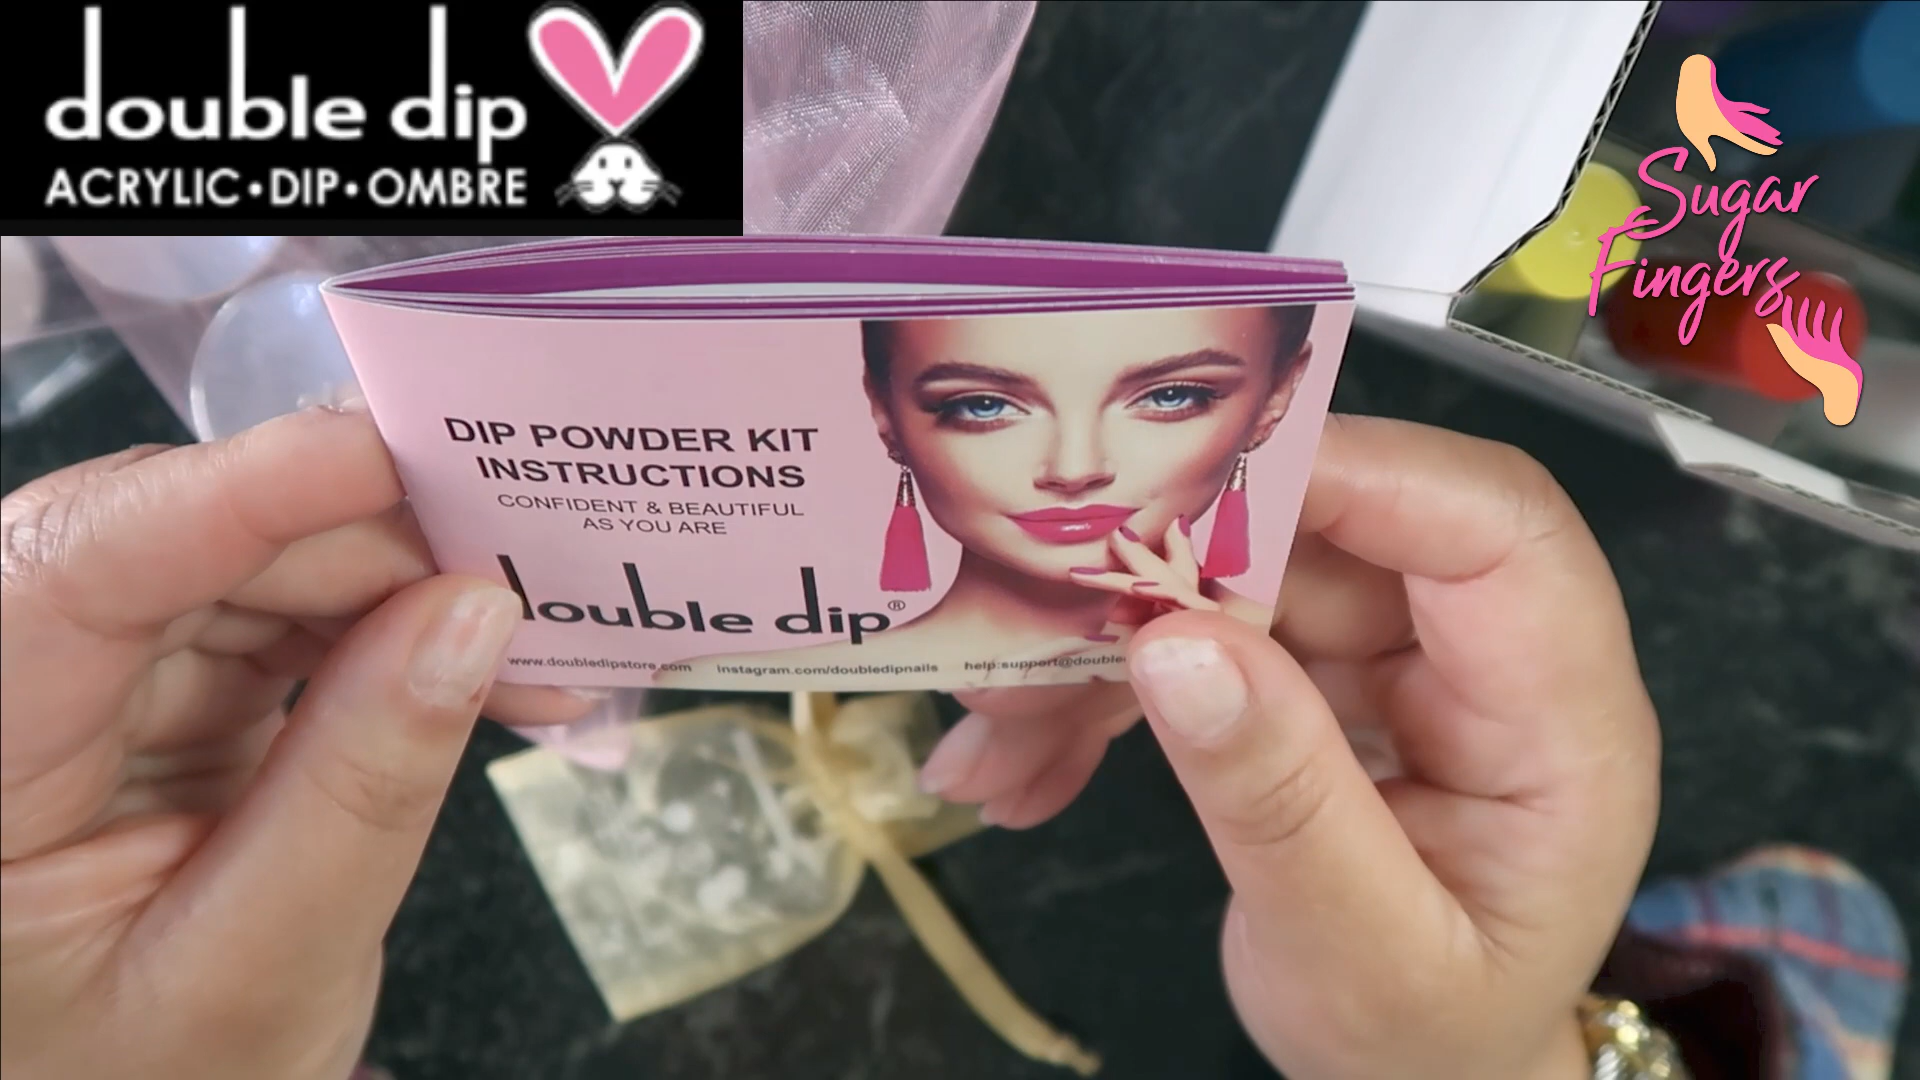 double dip
ACRYLIC•DIP•OMBRE
Sugar
Fingers
DIP POWDER KIT
INSTRUCTIONS
CONFIDENT & BEAUTIFUL
AS YOU ARE
double dip®
www.doubledipstore.com instagram.com/doubledipnails